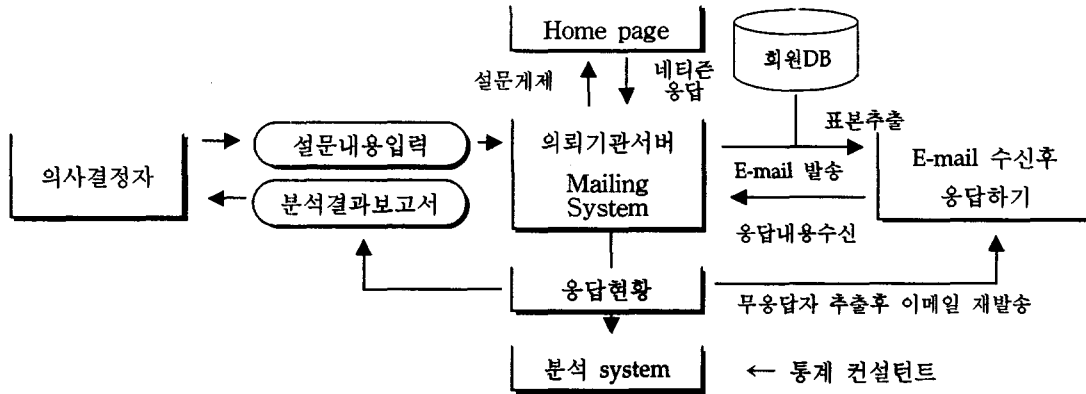 Home page
회원DB
설문게제
네티즌
응답
설문내용입력
의뢰기관서버
표본추출
의사결정자
E-mail 발송
E-mail 수신후
응답하기
Mailing
System
분석결과보고서
응답내용수신
응답현황
무응답자 추출후 이메일 재발송
분석 system
← 통계 컨설턴트